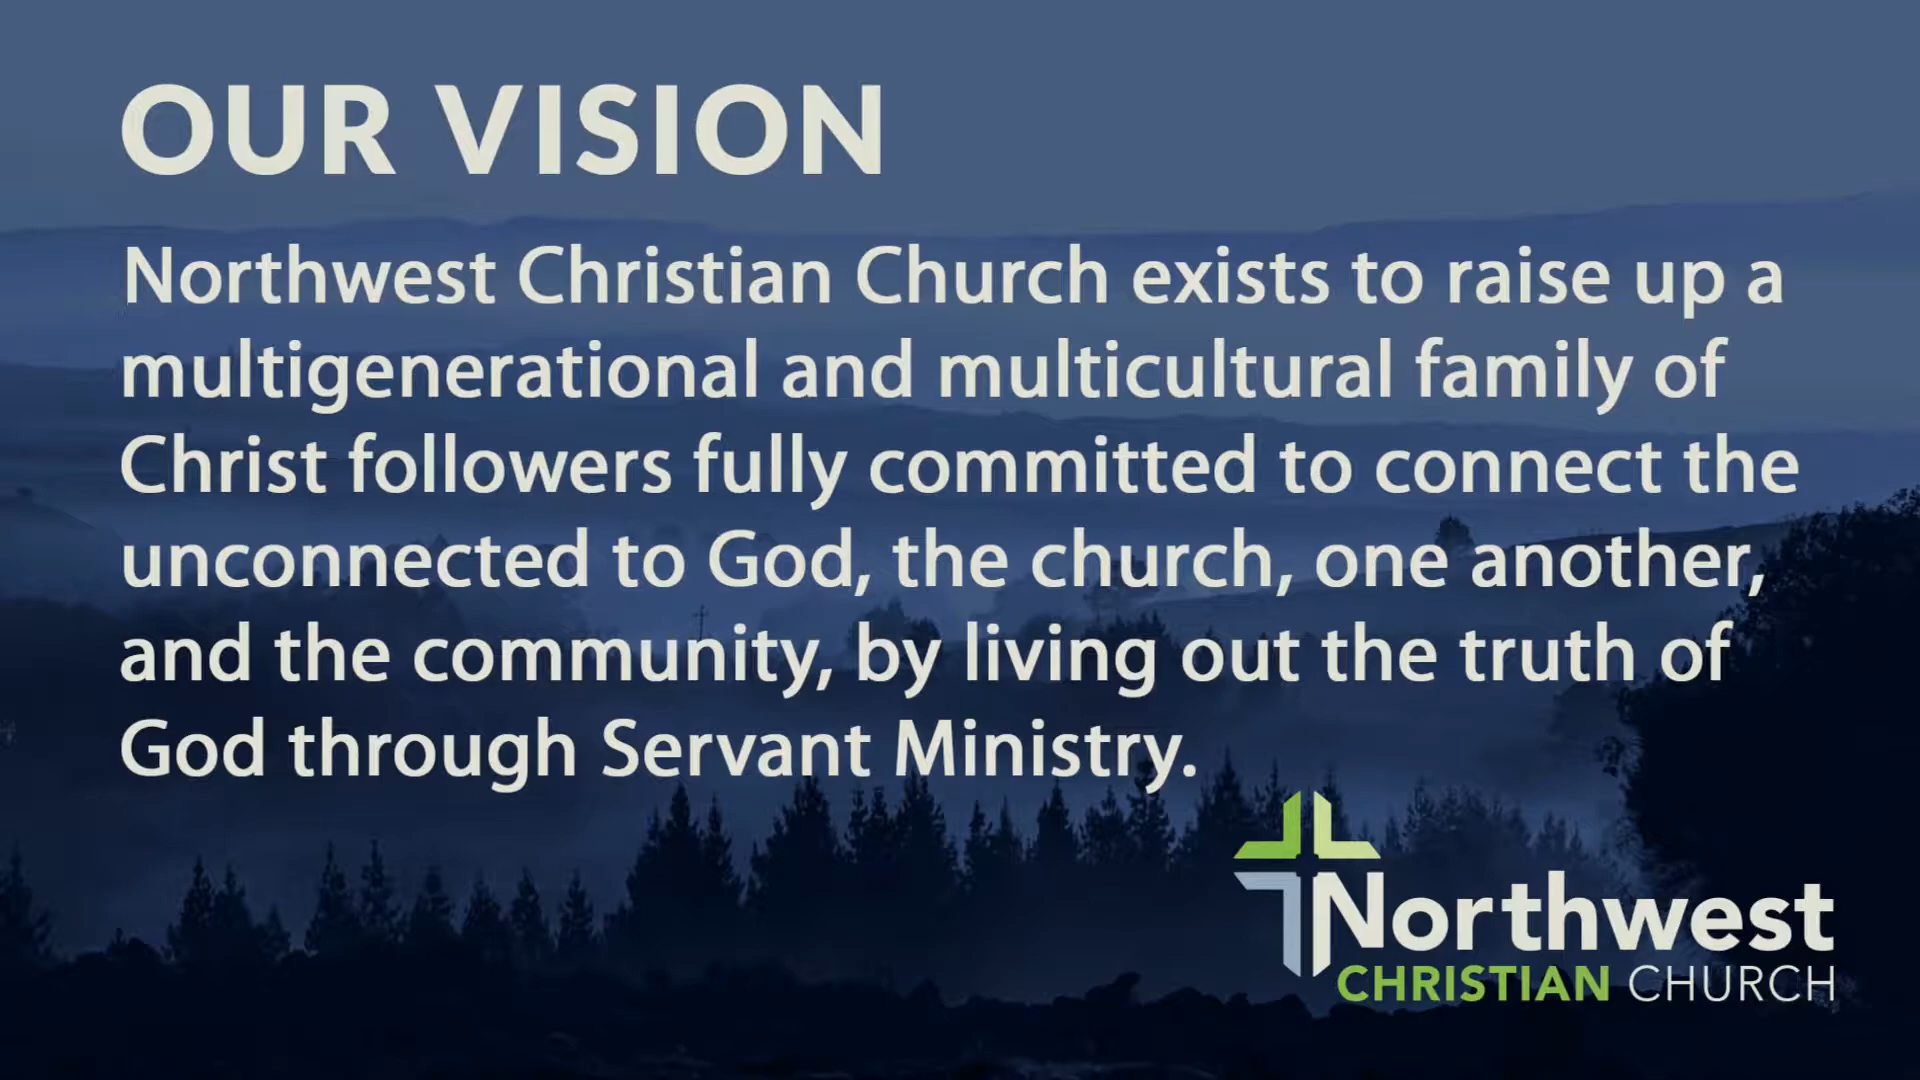 OUR VISION
Northwest Christian Church exists to raise up a
multigenerational and multicultural family of
Christ followers fully committed to connect the
unconnected to God, the church, one another,
and the community, by living out the truth of
God through Servant Ministry.
Northwest
CHRISTIAN CHURCH